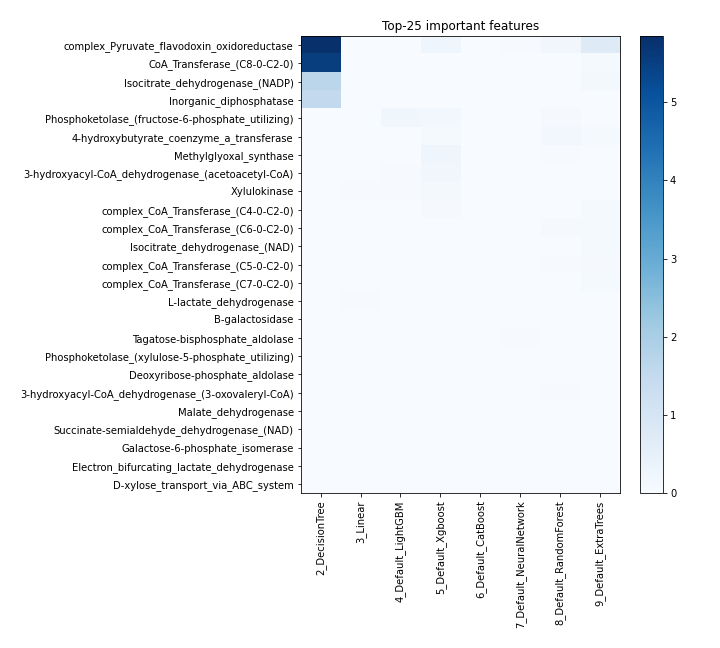 Top-25 important features
complex_Pyruvate_flavodoxin_oxidoreductase
CoA_Transferase_(C8-0-C2-0)
Isocitrate_dehydrogenase_(NADP)
Inorganic_diphosphatase
Phosphoketolase_(fructose-6-phosphate_utilizing)
4-hydroxybutyrate_coenzyme_a_transferase
Methylglyoxal_synthase
3-hydroxyacyl-CoA_dehydrogenase_(acetoacetyl-CoA)
Xylulokinase
complex_CoA_Transferase_(C4-0-C2-0)
complex_CoA_Transferase_(C6-0-C2-0)
Isocitrate_dehydrogenase_(NAD)
complex_CoA_Transferase_(C5-0-C2-0)
complex_CoA_Transferase_(C7-0-C2-0)
L-lactate_dehydrogenase
B-galactosidase
Tagatose-bisphosphate_aldolase
Phosphoketolase_(xylulose-5-phosphate_utilizing)
Deoxyribose-phosphate_aldolase
3-hydroxyacyl-CoA_dehydrogenase_(3-oxovaleryl-CoA)
Malate_dehydrogenase
Succinate-semialdehyde_dehydrogenase_(NAD)
Galactose-6-phosphate_isomerase
Electron_bifurcating_lactate_dehydrogenase
D-xylose_transport_via_ABC_system
2_DecisionTree
3_Linear
4_Default_LightGBM
5_Default_Xgboost
6_Default_CatBoost
7_Default_NeuralNetwork
8_Default_RandomForest
9_Default_ExtraTrees
5
4
3
2
1
0